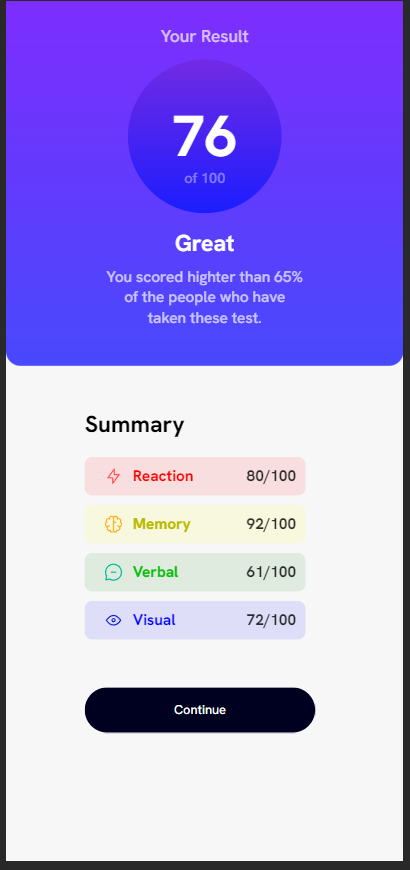 Your Result
76
of 100
Great
You scored highter than 65%
of the people who have
taken these test.
Summary
Reaction 80/100
Memory 92/100
Verbal 61/100
Visual 72/100
Continue